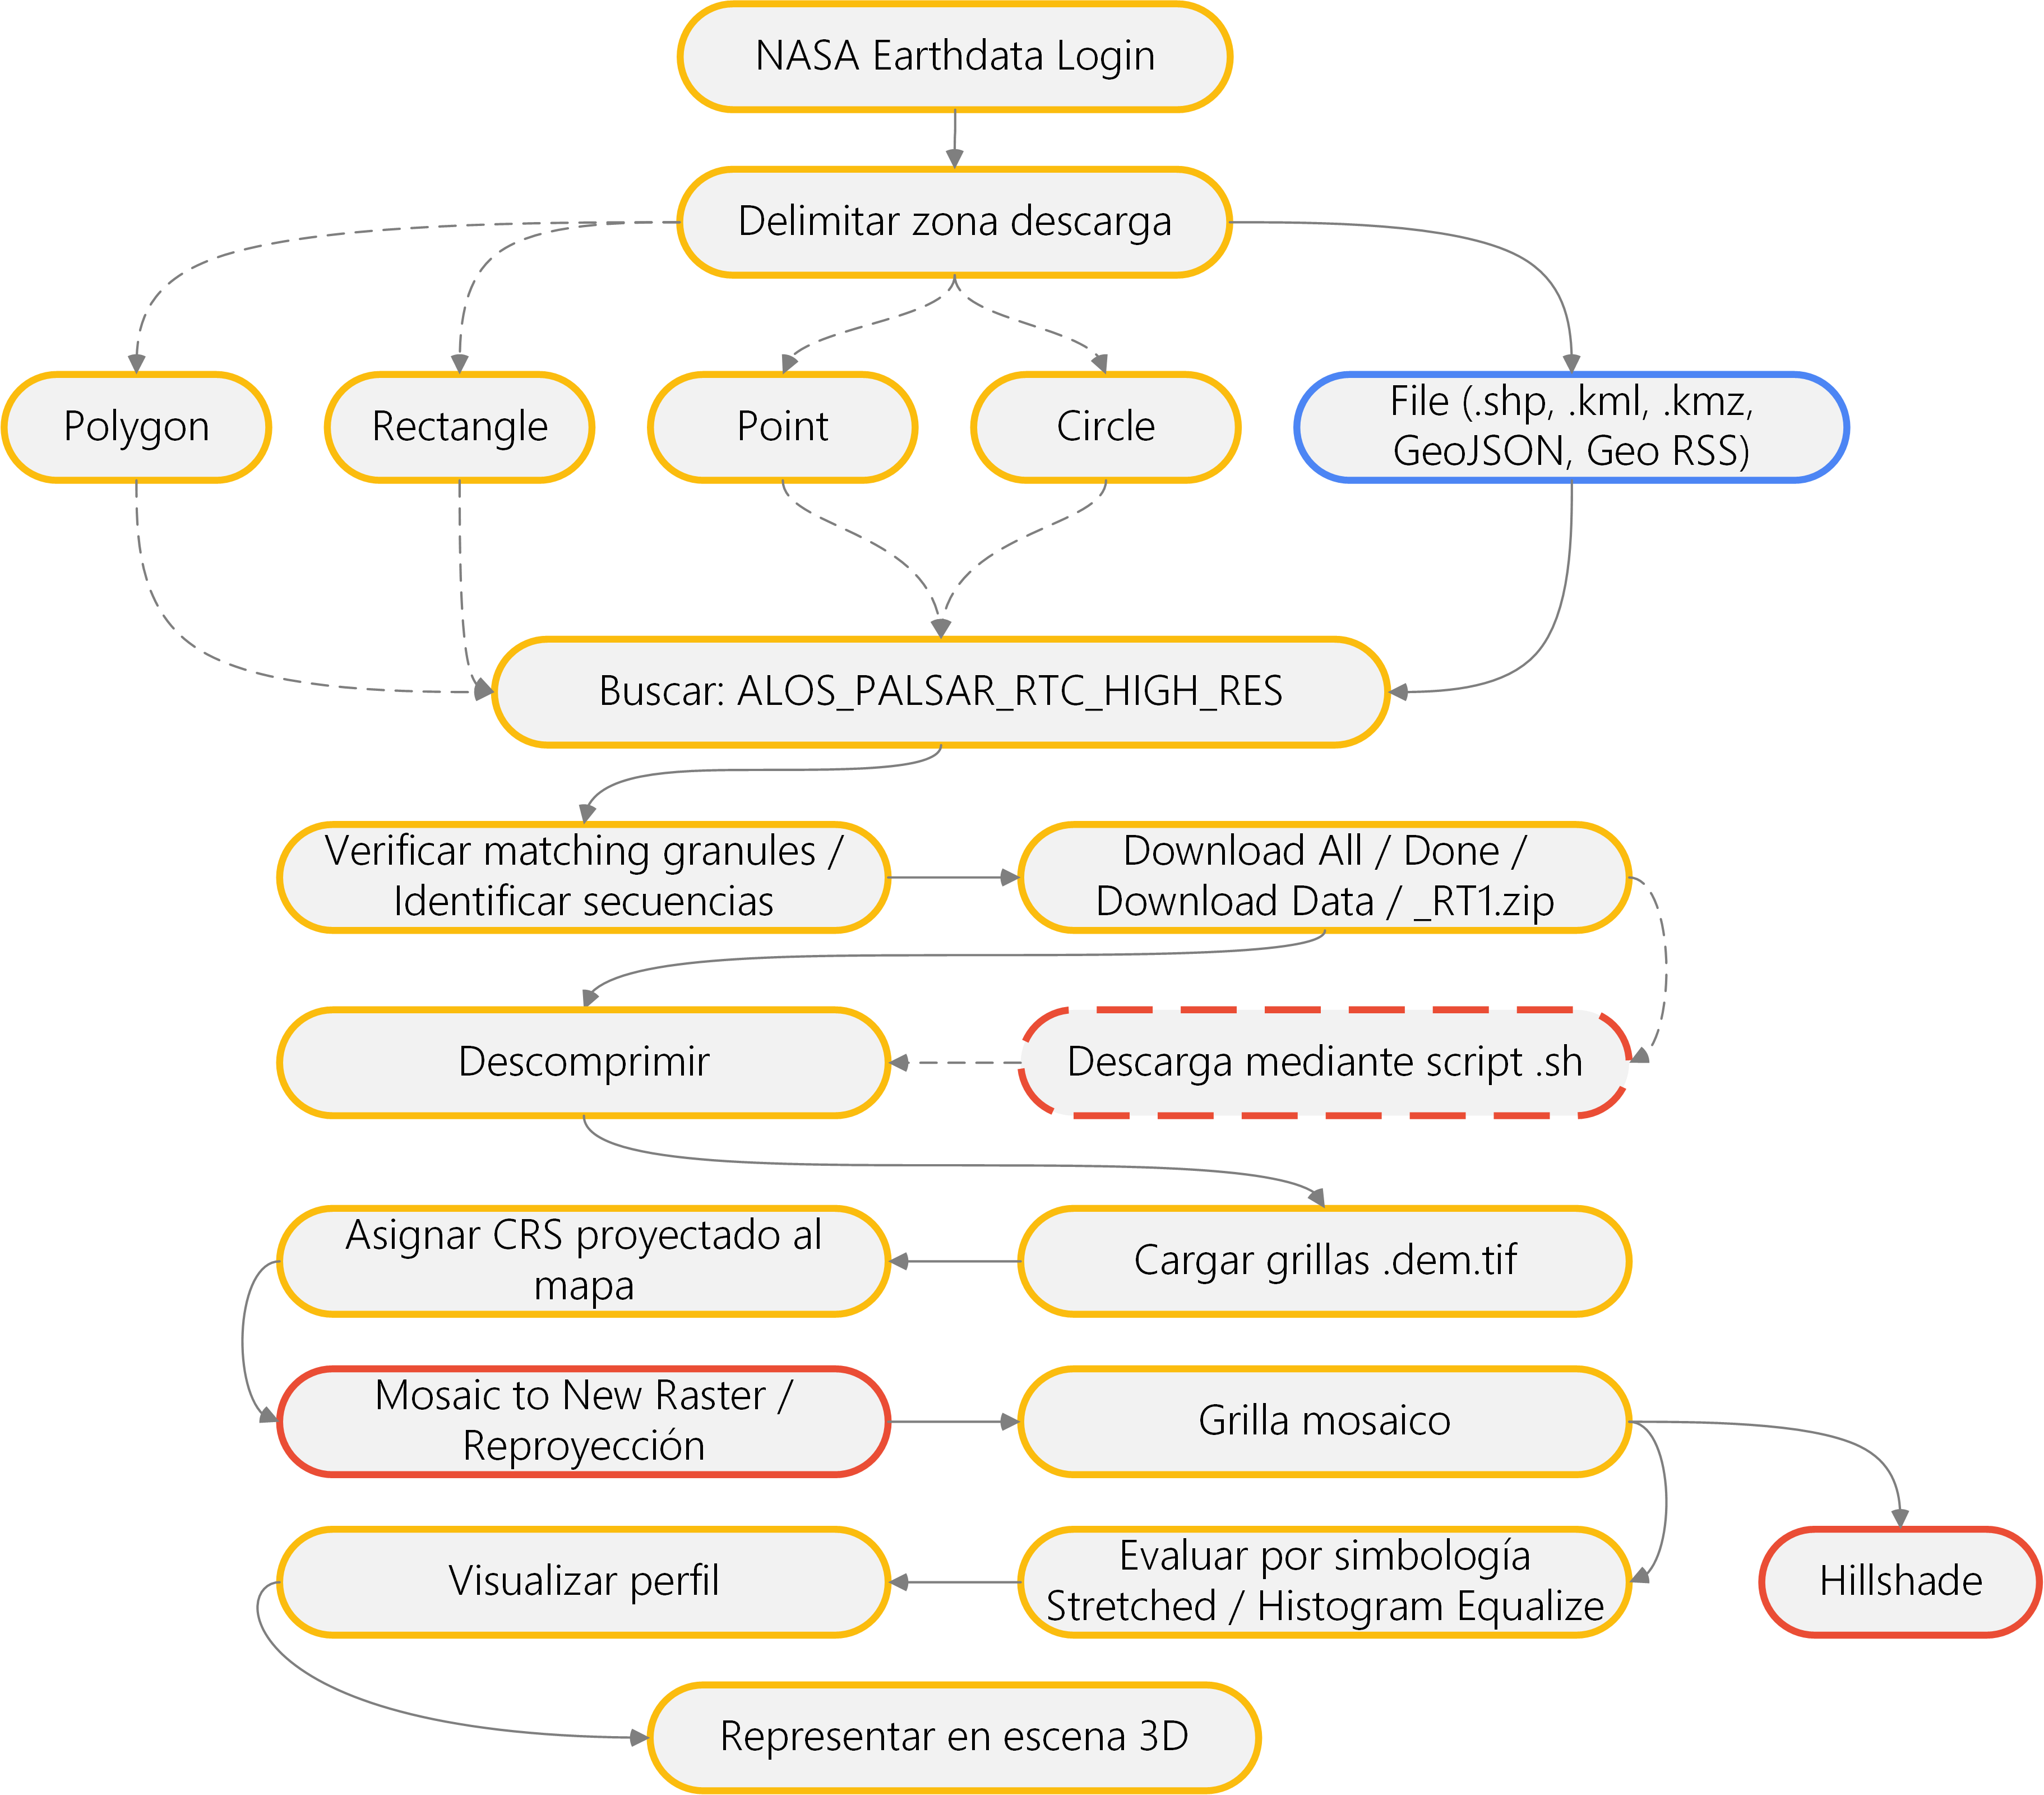 NASA Earthdata Login
Delimitar zona descarga
Polygon
Rectangle
Point
Circle
File (.shp, .kml, .kmz,
GeoJSON, Geo RSS)
Buscar: ALOS_PALSAR_RTC_HIGH_RES
Verificar matching granules /
Identificar secuencias
Download All / Done /
Download Data / _RT1.zip
Descomprimir
Descarga mediante script .sh
Asignar CRS proyectado al
mapa
Cargar grillas .dem.tif
Mosaic to New Raster /
Reproyección
Grilla mosaico
Visualizar perfil
Evaluar por simbología
Stretched / Histogram Equalize
Hillshade
Representar en escena 3D